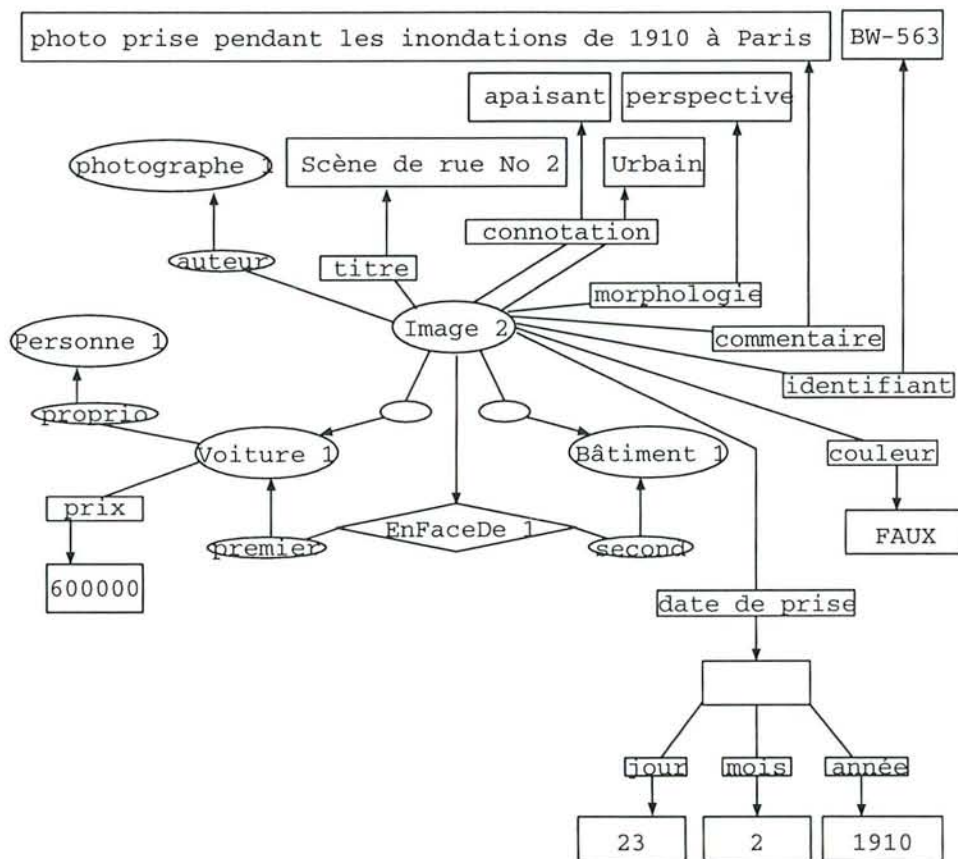 photo prise pendant les inondations de 1910 à Paris
BW-563
apaisant
perspective
photographe 1
Scène de rue No 2
Urbain
connotation
auteur
titre
morphologie
Image 2
Personne 1
commentaire
identifiant
proprio
Voiture 1
Bâtiment 1
couleur
prix
EnFaceDe 1
premier
second
FAUX
600000
date de prise
jour
mois
année
23
2
1910